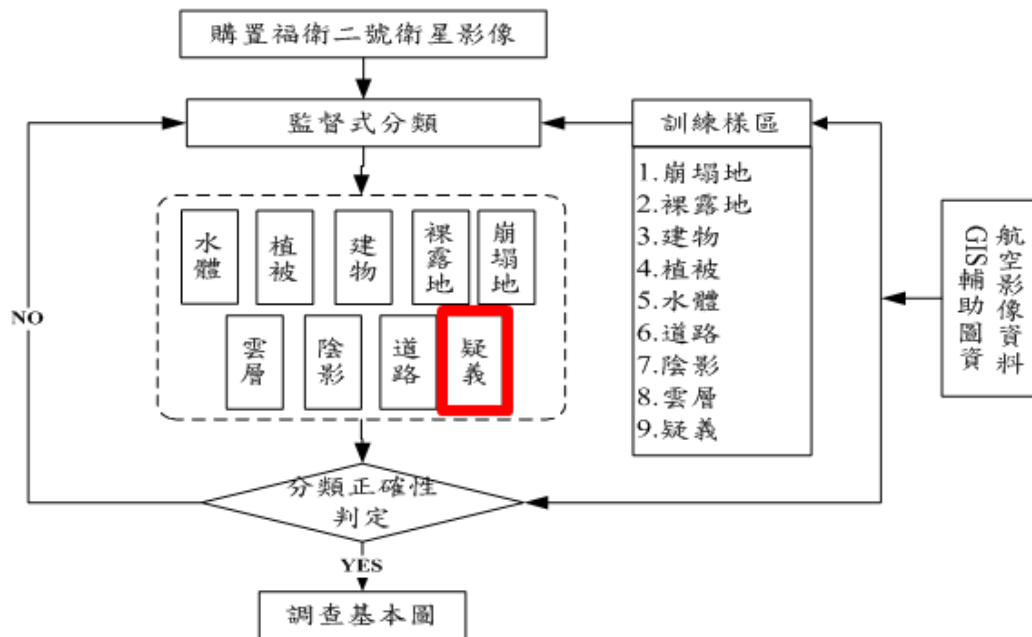 購置福衛二號衛星影像
監督式分類
訓練樣區
1.崩塌地
2.裸露地
3.建物
4.植被
5.水體
6.道路
7.陰影
8.雲層
9.疑義
水體
植被
建物
裸露地
崩塌地
雲層
陰影
道路
疑義
航空影像資料
GIS輔助圖資
NO
分類正確性
判定
YES
調查基本圖